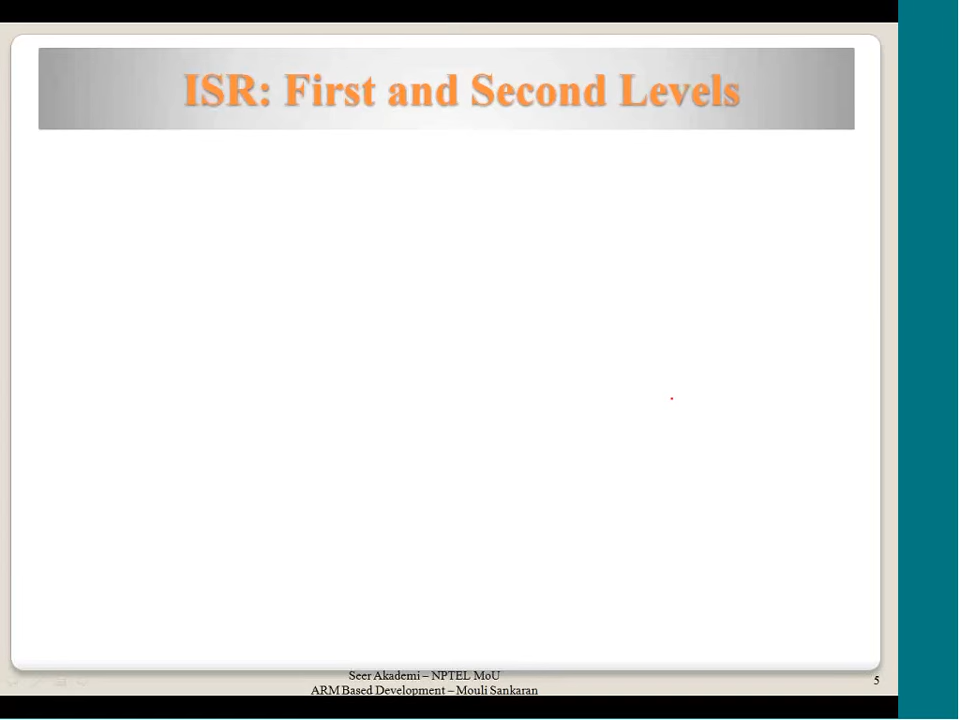 ISR: First and Second Levels
Seer Akademi – NPTEL MoU
ARM Based Development – Mouli Sankaran
5